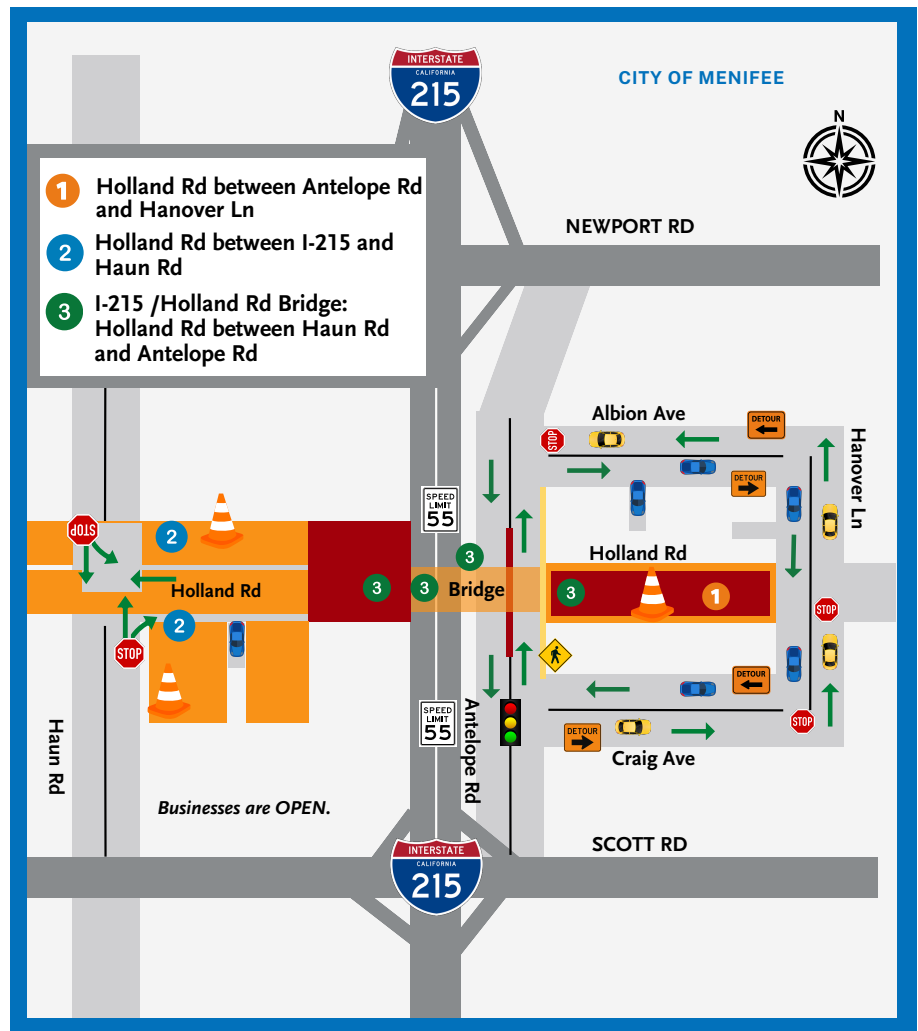 INTERSTATE
CALIFORNIA
215
CITY OF MENIFEE
N
1 Holland Rd between Antelope Rd
and Hanover Ln
2 Holland Rd between I-215 and
Haun Rd
3 I-215 /Holland Rd Bridge:
Holland Rd between Haun Rd
and Antelope Rd
NEWPORT RD
Albion Ave
DETOUR
STOP
Hanover Ln
DETOUR
SPEED
LIMIT
55
STOP
2
3
Holland Rd
Holland Rd
3
3
Bridge
3
1
STOP
2
STOP
DETOUR
SPEED
LIMIT
55
Antelope Rd
Haun Rd
STOP
DETOUR
Craig Ave
Businesses are OPEN.
SCOTT RD
INTERSTATE
CALIFORNIA
215